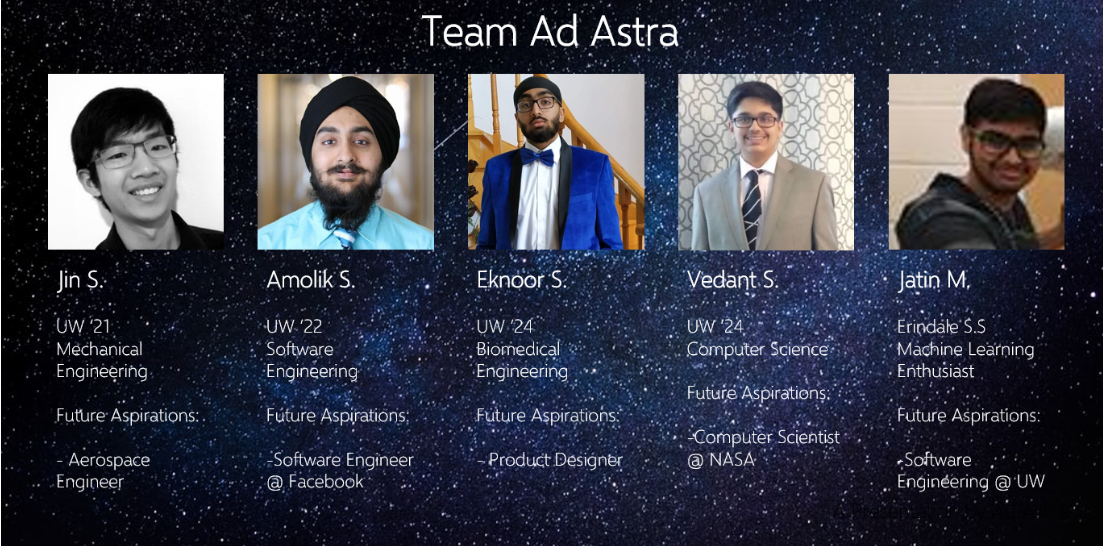 Team Ad Astra
Jin S.
UW '21
Mechanical
Engineering
Future Aspirations:
- Aerospace
Engineer
Amolik S.
UW '22
Software
Engineering
Future Aspirations:
-Software Engineer
@ Facebook
Eknoor S.
UW '24
Biomedical
Engineering
Future Aspirations:
- Product Designer
Vedant S.
UW '24
Computer Science
Future Aspirations:
-Computer Scientist
@ NASA
Jatin M.
Erindale S.S
Machine Learning
Enthusiast
Future Aspirations:
-Software
Engineering @ UW